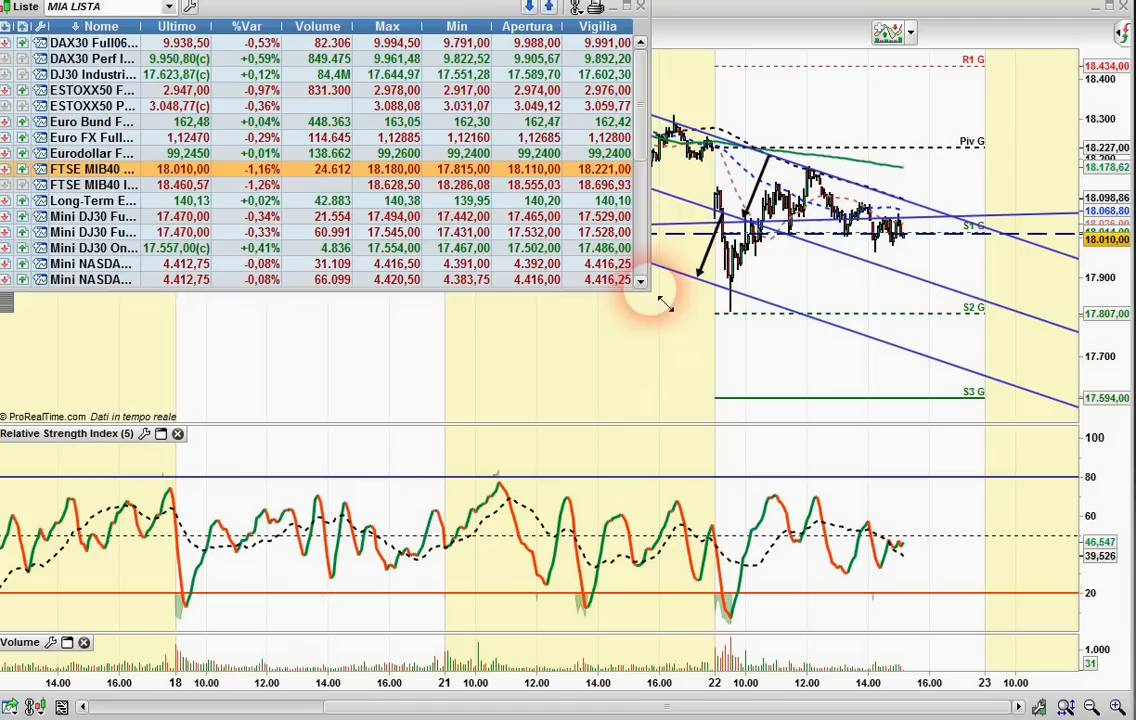 Liste MIA LISTA
Nome Ultimo %Var Volume Max Min Apertura Vigilia
DAX30 Full06... 9.938,50 -0,53% 82.306 9.994,50 9.791,00 9.988,00 9.991,00
DAX30 Perf I... 9.950,80(c) +0,59% 849.475 9.961,48 9.822,52 9.905,67 9.892,20
DJ30 Industri... 17.623,87(c) +0,12% 84,4M 17.644,97 17.551,28 17.589,70 17.602,30
ESTOXX50 F... 2.947,00 -0,97% 831.300 2.978,00 2.917,00 2.974,00 2.976,00
ESTOXX50 P... 3.048,77(c) -0,36% 3.088,08 3.031,07 3.049,12 3.059,77
Euro Bund F... 162,48 +0,04% 448.363 163,05 162,30 162,47 162,42
Euro FX Full... 1,12470 -0,29% 114.645 1,12885 1,12160 1,12685 1,12800
Eurodollar F... 99,2450 +0,01% 138.662 99,2600 99,2400 99,2400 99,2400
FTSE MIB40 ... 18.010,00 -1,16% 24.612 18.180,00 17.815,00 18.110,00 18.221,00
FTSE MIB40 I... 18.460,57 -1,26% 18.628,50 18.286,08 18.555,03 18.696,93
Long-Term E... 140,13 +0,02% 42.883 140,19 139,95 140,20 140,10
Mini DJ30 Fu... 17.470,00 -0,34% 21.554 17.494,00 17.442,00 17.465,00 17.529,00
Mini DJ30 Fu... 17.470,00 -0,33% 60.991 17.545,00 17.431,00 17.532,00 17.528,00
Mini DJ30 On... 17.557,00(c) +0,41% 4.836 17.554,00 17.467,00 17.502,00 17.486,00
Mini NASDA... 4.412,75 -0,08% 31.109 4.416,50 4.391,00 4.392,00 4.416,25
Mini NASDA... 4.412,75 -0,08% 66.099 4.420,50 4.383,75 4.416,00 4.416,25
R1 G
18.434,00
18.400
18.300
Piv G
18.227,00
18.178,62
18.098,86
18.068,80
S1 G
18.010,00
17.900
S2 G
17.807,00
17.700
S3 G
17.594,00
© ProRealTime.com Dati in tempo reale
Relative Strength Index (5)
100
80
60
46,547
39,526
20
Volume
1.000
31
14.00 16.00 18 10.00 12.00 14.00 16.00 21 10.00 12.00 14.00 16.00 22 10.00 12.00 14.00 16.00 23 10.00